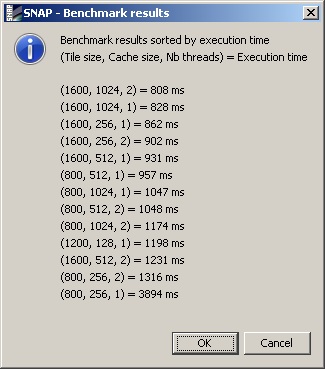 SNAP - Benchmark results
Benchmark results sorted by execution time
(Tile size, Cache size, Nb threads) = Execution time
(1600, 1024, 2) = 808 ms
(1600, 1024, 1) = 828 ms
(1600, 256, 1) = 862 ms
(1600, 256, 2) = 902 ms
(1600, 512, 1) = 931 ms
(800, 512, 1) = 957 ms
(800, 1024, 1) = 1047 ms
(800, 512, 2) = 1048 ms
(800, 1024, 2) = 1174 ms
(1200, 128, 1) = 1198 ms
(1600, 512, 2) = 1231 ms
(800, 256, 2) = 1316 ms
(800, 256, 1) = 3894 ms
OK
Cancel